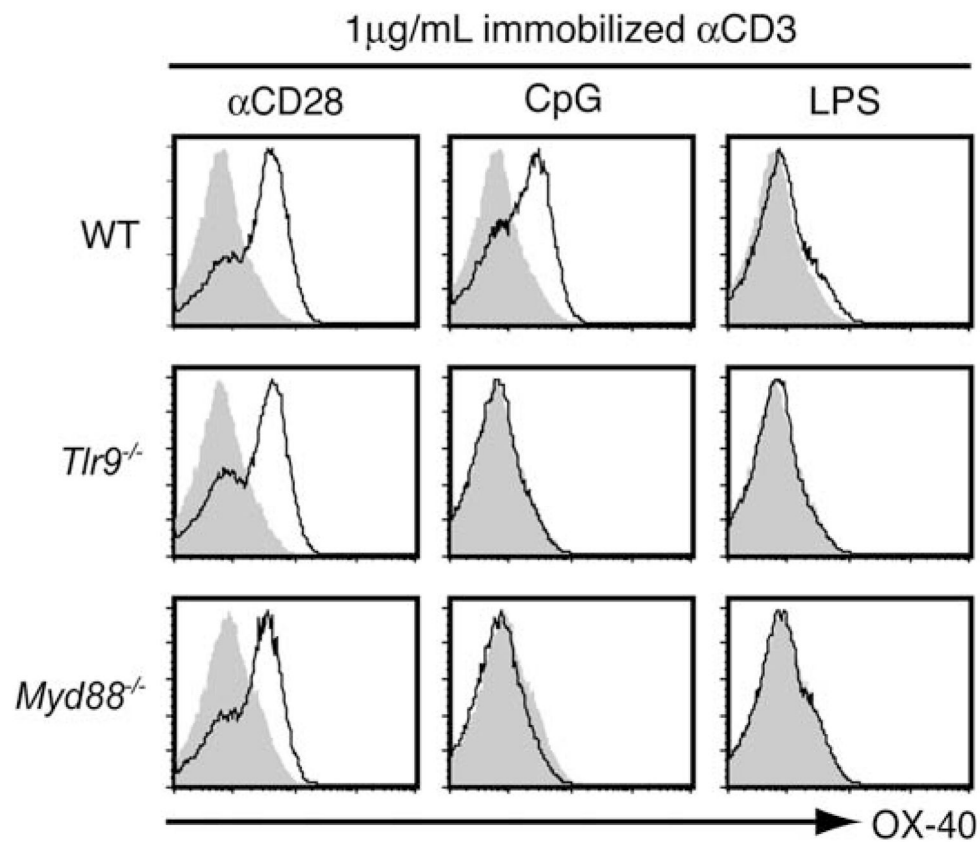 1μg/mL immobilized αCD3
αCD28 CpG LPS
WT
Tlr9-/-
Myd88-/-
OX-40